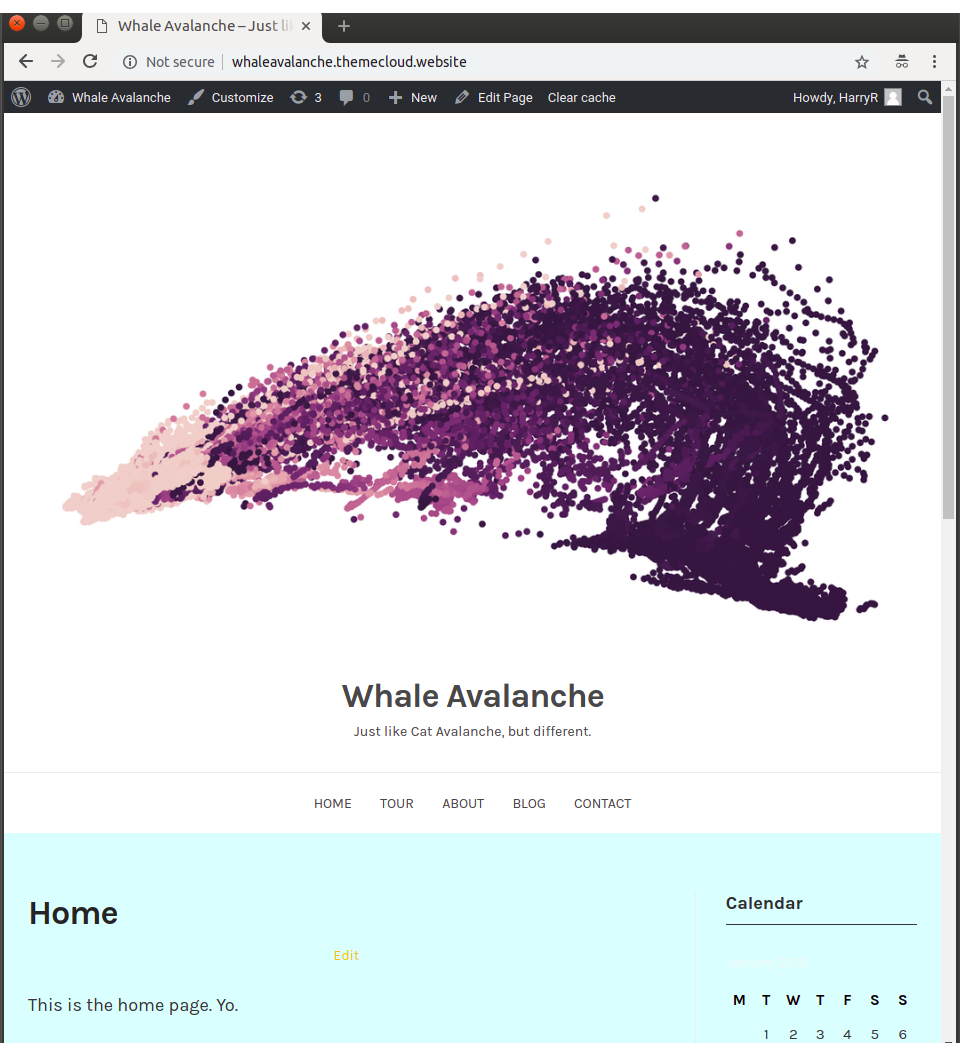 Whale Avalanche – Just li
Not secure whaleavalanche.themecloud.website
Whale Avalanche Customize 3 0 New Edit Page Clear cache Howdy, HarryR
Whale Avalanche
Just like Cat Avalanche, but different.
HOME TOUR ABOUT BLOG CONTACT
Home
Edit
This is the home page. Yo.
Calendar
M T W T F S S
1 2 3 4 5 6